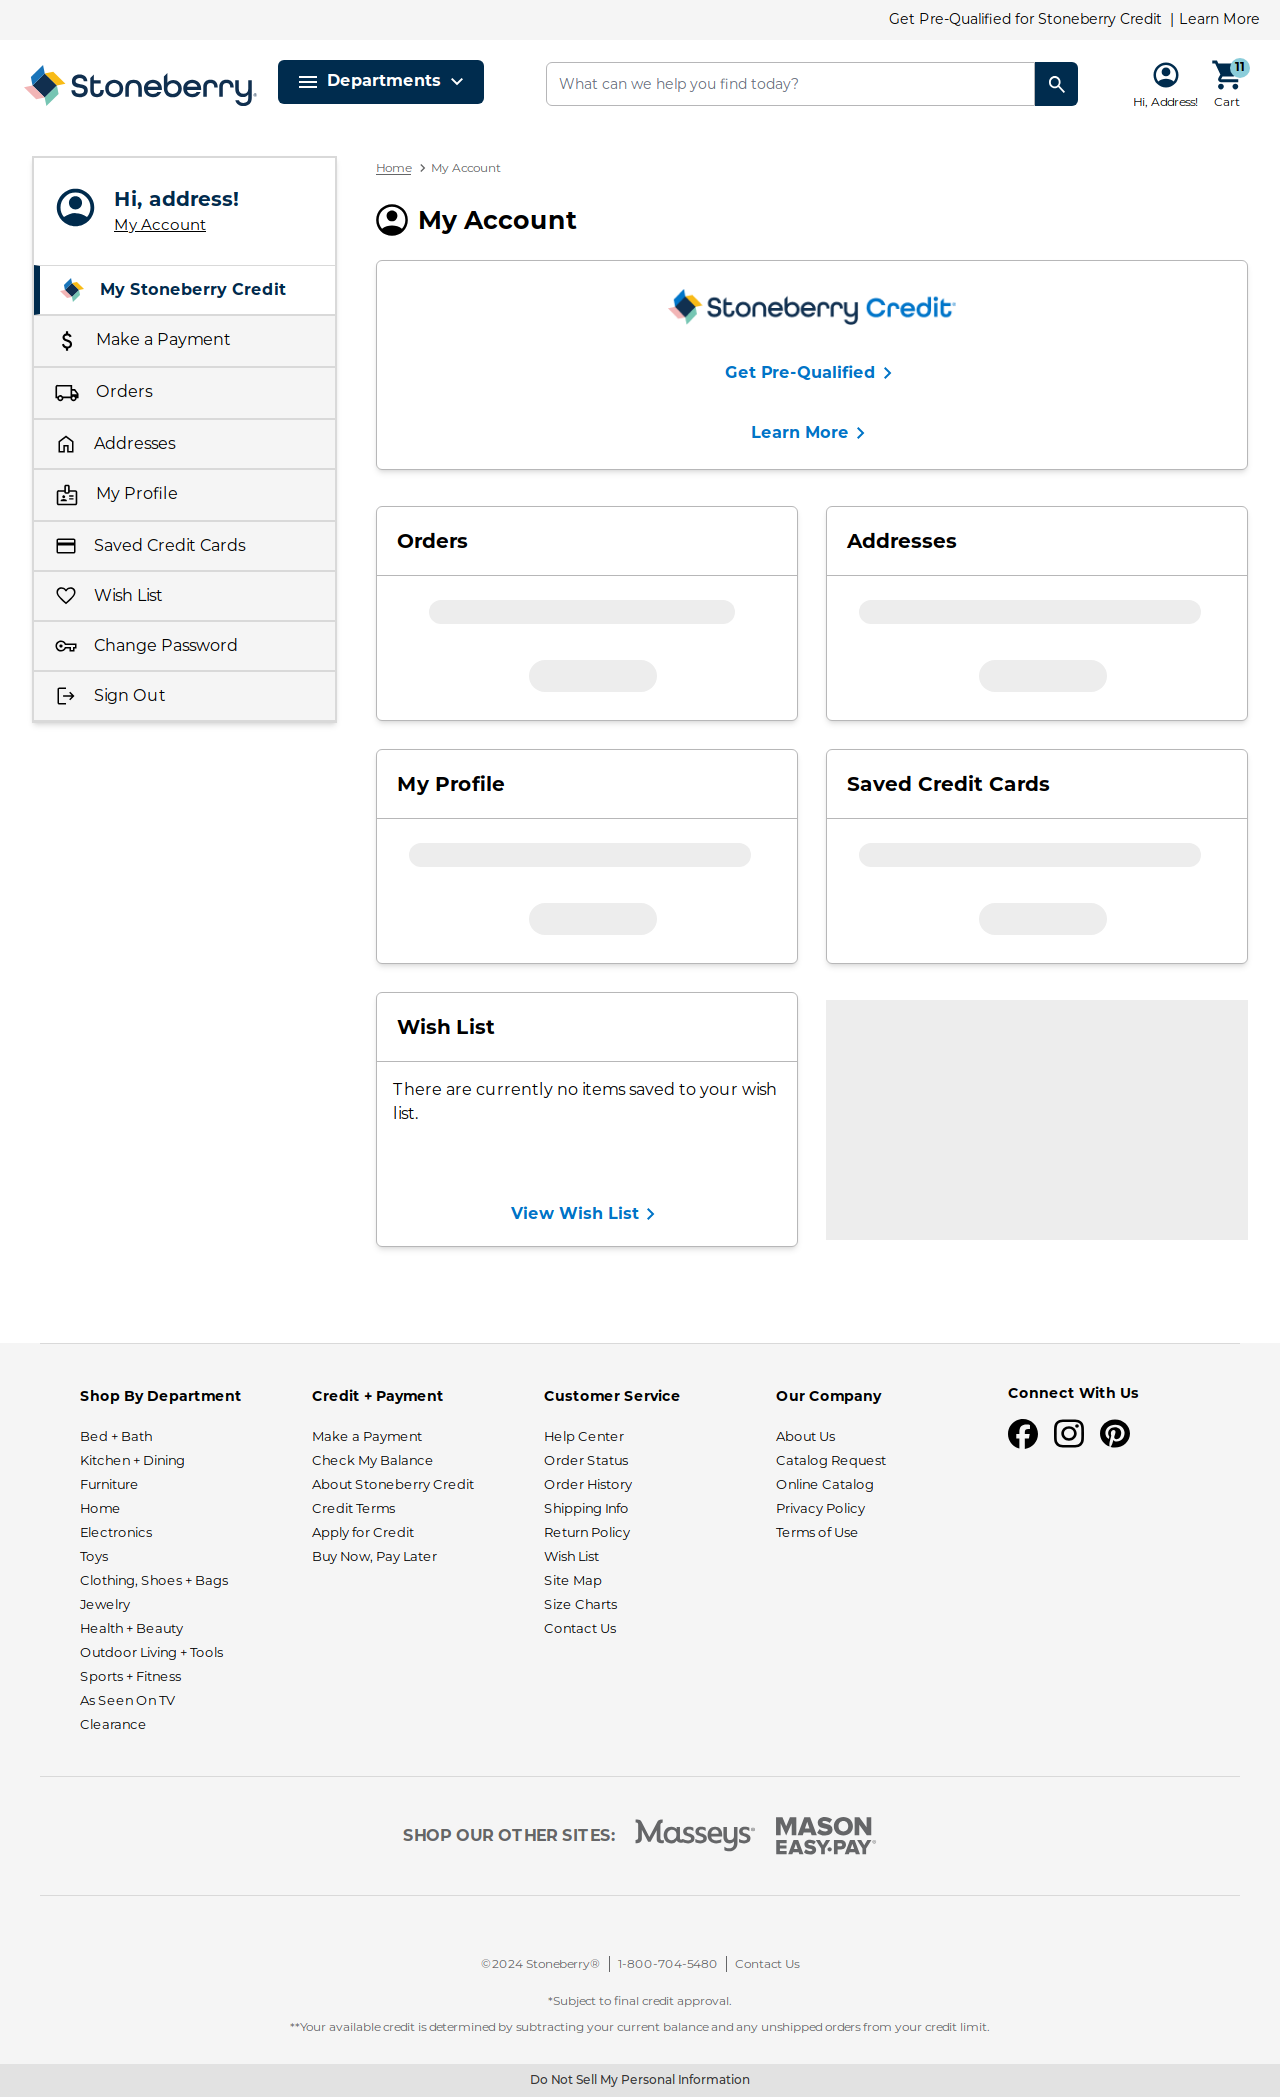 Get Pre-Qualified for Stoneberry Credit | Learn More
Stoneberry®
Departments
What can we help you find today?
Hi, Address!
11
Cart
Hi, address!
My Account
My Stoneberry Credit
Make a Payment
Orders
Addresses
My Profile
Saved Credit Cards
Wish List
Change Password
Sign Out
Home > My Account
My Account
Stoneberry Credit®
Get Pre-Qualified
Learn More
Orders
Addresses
My Profile
Saved Credit Cards
Wish List
There are currently no items saved to your wish
list.
View Wish List
Shop By Department
Bed + Bath
Kitchen + Dining
Furniture
Home
Electronics
Toys
Clothing, Shoes + Bags
Jewelry
Health + Beauty
Outdoor Living + Tools
Sports + Fitness
As Seen On TV
Clearance
Credit + Payment
Make a Payment
Check My Balance
About Stoneberry Credit
Credit Terms
Apply for Credit
Buy Now, Pay Later
Customer Service
Help Center
Order Status
Order History
Shipping Info
Return Policy
Wish List
Site Map
Size Charts
Contact Us
Our Company
About Us
Catalog Request
Online Catalog
Privacy Policy
Terms of Use
Connect With Us
SHOP OUR OTHER SITES:
Masseys®
MASON
EASY•PAY®
©2024 Stoneberry® | 1-800-704-5480 | Contact Us
*Subject to final credit approval.
**Your available credit is determined by subtracting your current balance and any unshipped orders from your credit limit.
Do Not Sell My Personal Information